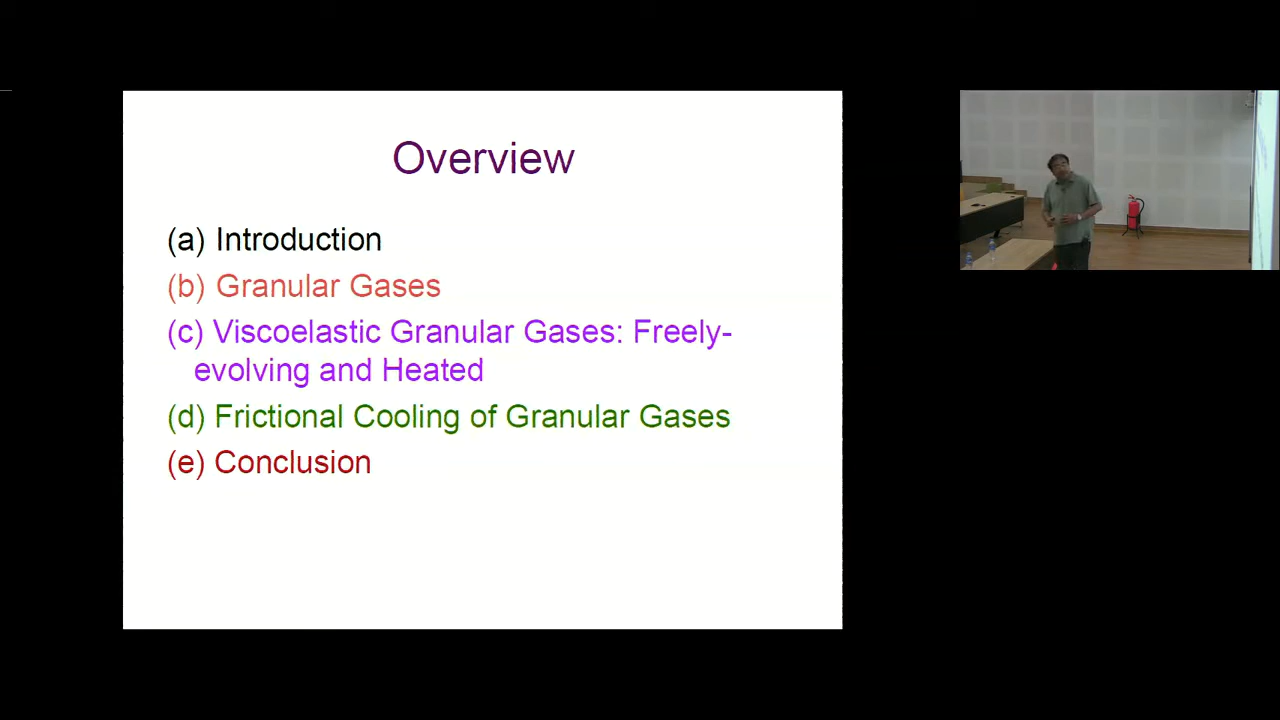 Overview
(a) Introduction
(b) Granular Gases
(c) Viscoelastic Granular Gases: Freely-
evolving and Heated
(d) Frictional Cooling of Granular Gases
(e) Conclusion